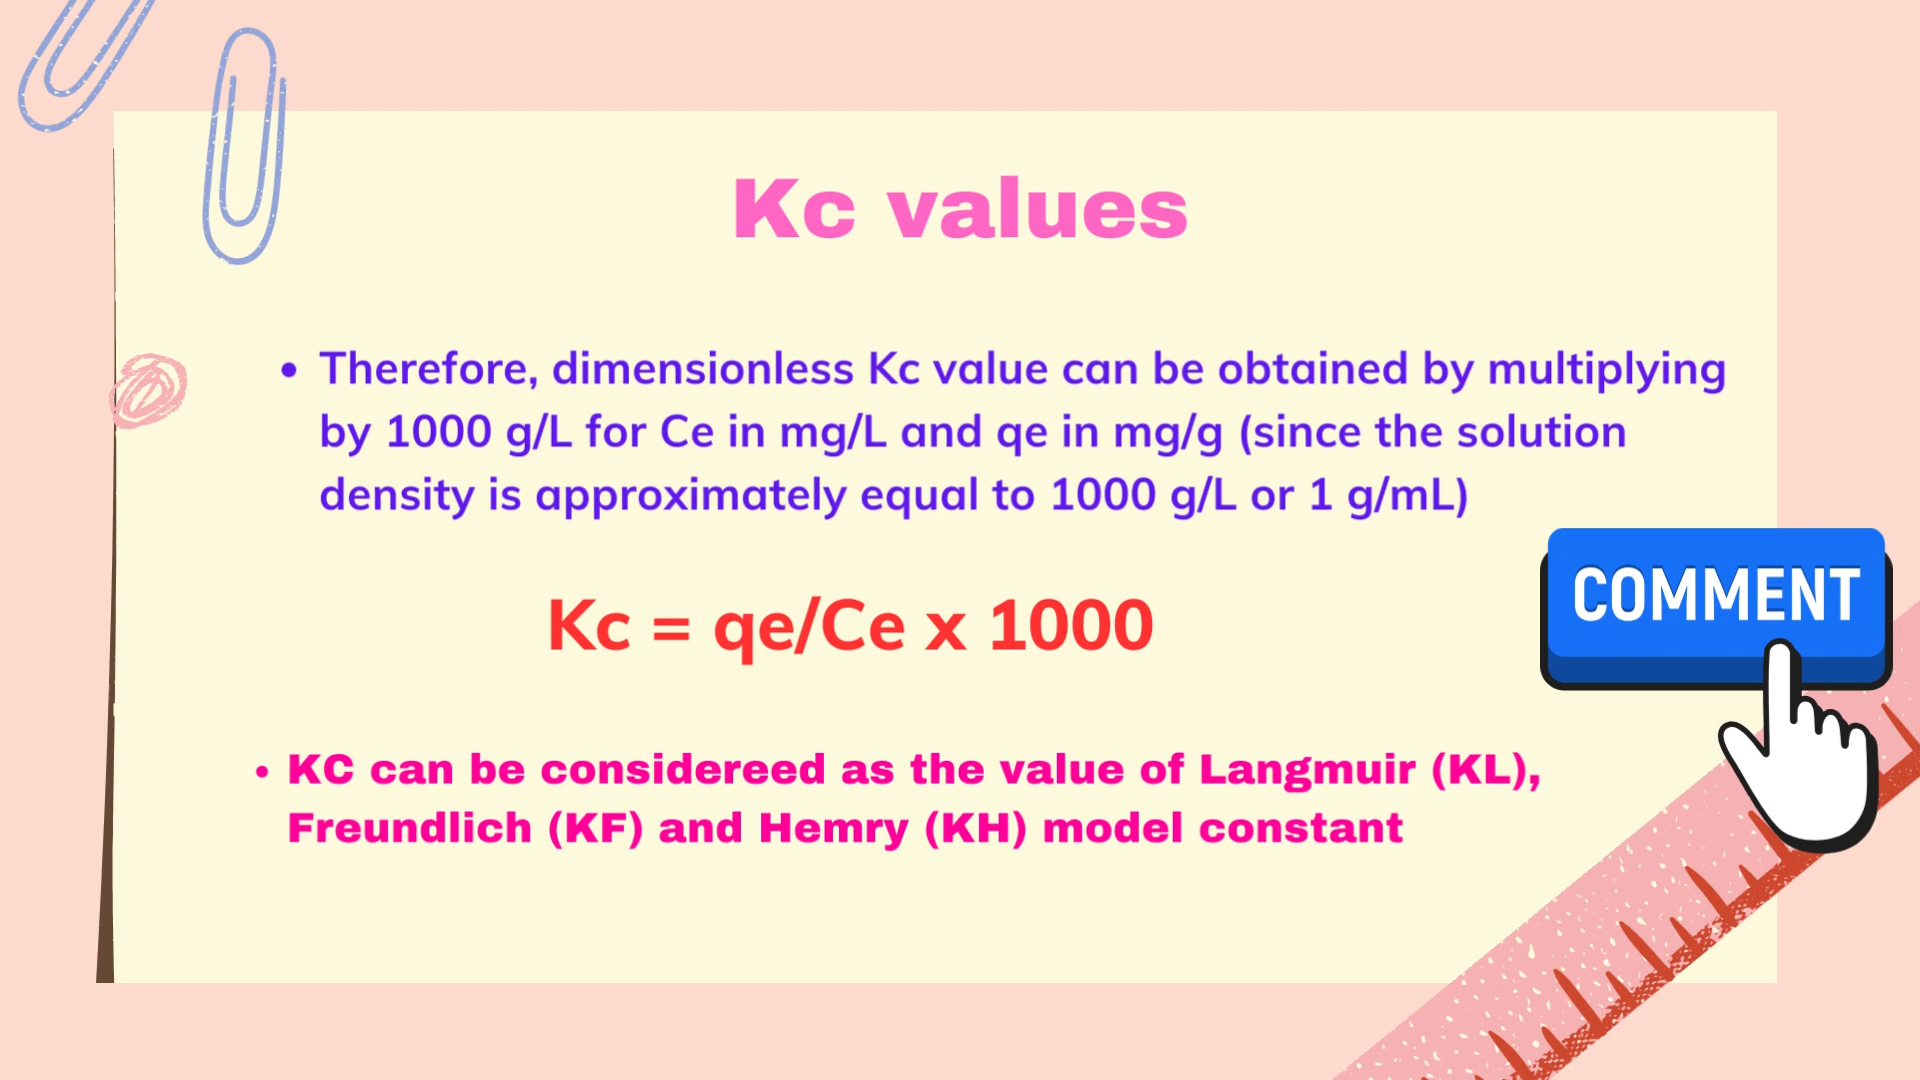 Kc values
• Therefore, dimensionless Kc value can be obtained by multiplying
by 1000 g/L for Ce in mg/L and qe in mg/g (since the solution
density is approximately equal to 1000 g/L or 1 g/mL)
Kc = qe/Ce x 1000
COMMENT
• KC can be considereed as the value of Langmuir (KL),
Freundlich (KF) and Hemry (KH) model constant